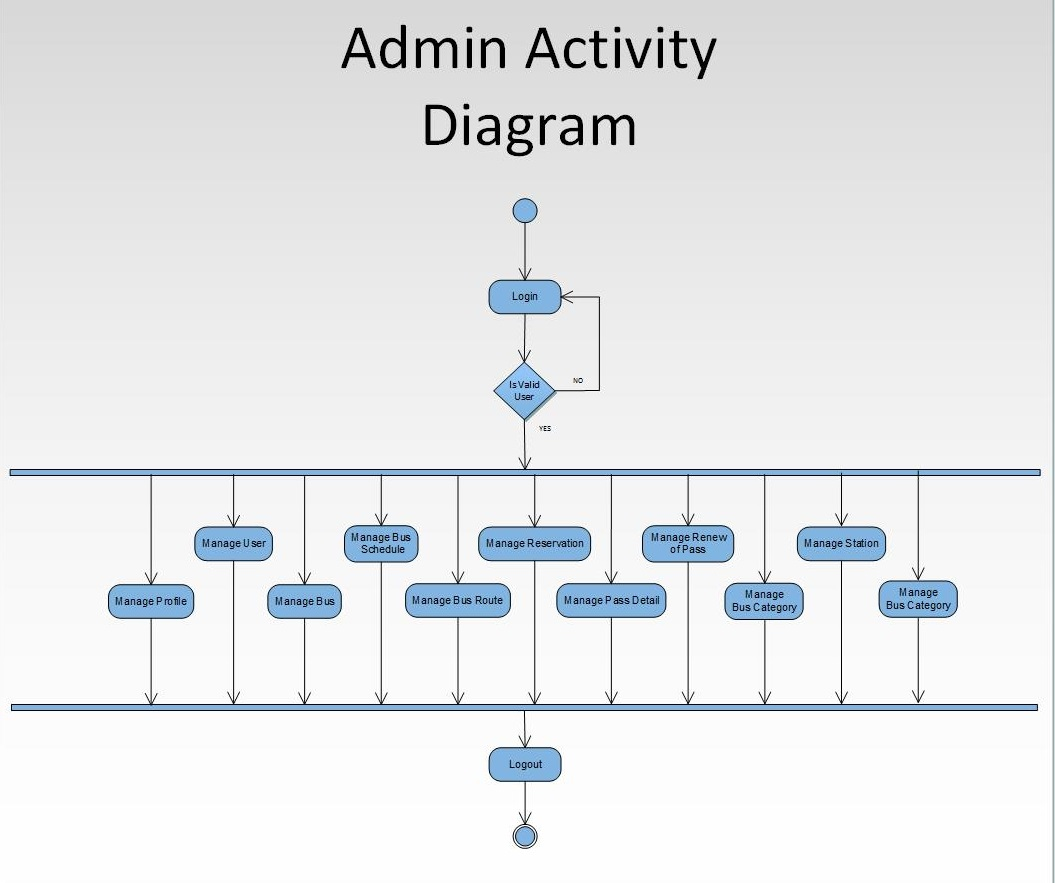 Admin Activity
Diagram
Login
Is Valid
User
NO
YES
Manage User
Manage Bus
Schedule
Manage Reservation
Manage Renew
of Pass
Manage Station
Manage Profile
Manage Bus
Manage Bus Route
Manage Pass Detail
Manage
Bus Category
Manage
Bus Category
Logout